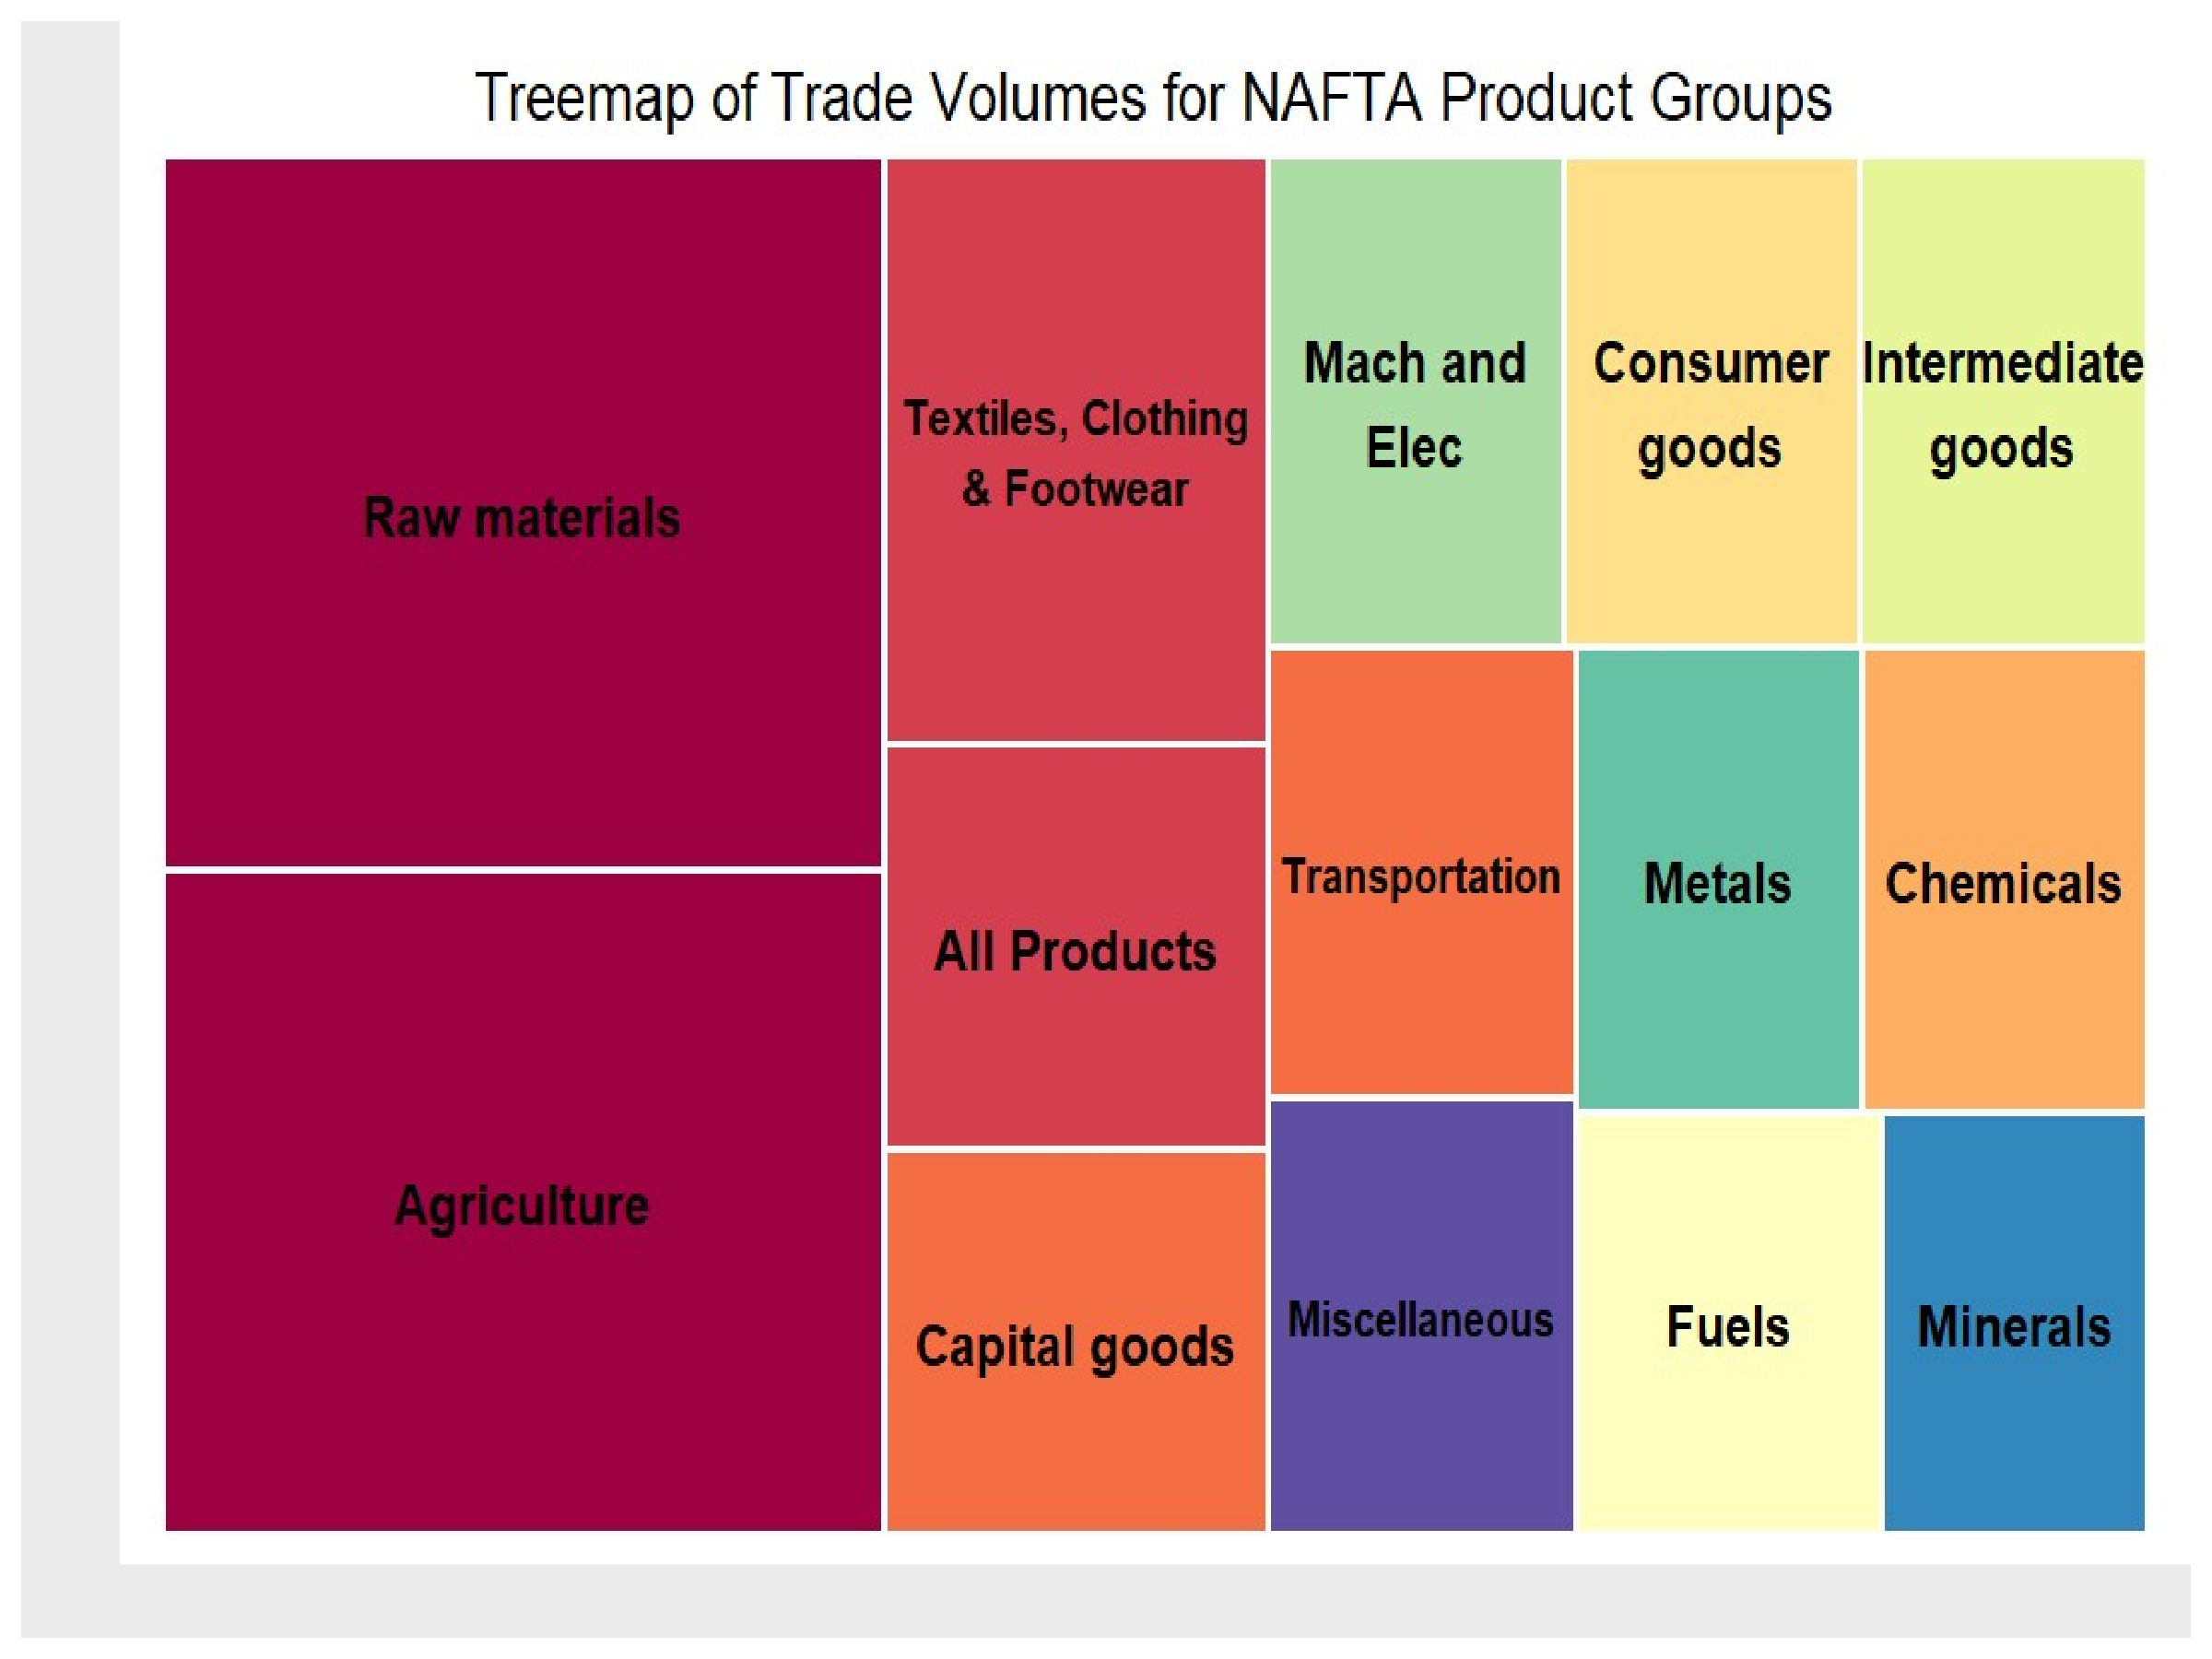 Treemap of Trade Volumes for NAFTA Product Groups
Raw materials
Agriculture
Textiles, Clothing
& Footwear
All Products
Capital goods
Mach and
Elec
Consumer
goods
Intermediate
goods
Transportation
Metals
Chemicals
Miscellaneous
Fuels
Minerals